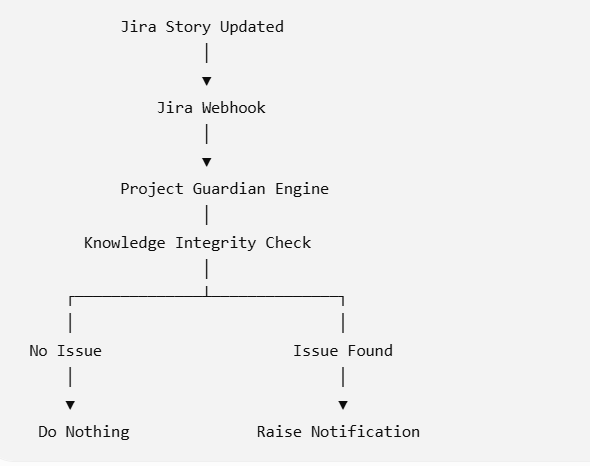 Jira Story Updated
Jira Webhook
Project Guardian Engine
Knowledge Integrity Check
No Issue
Issue Found
Do Nothing
Raise Notification